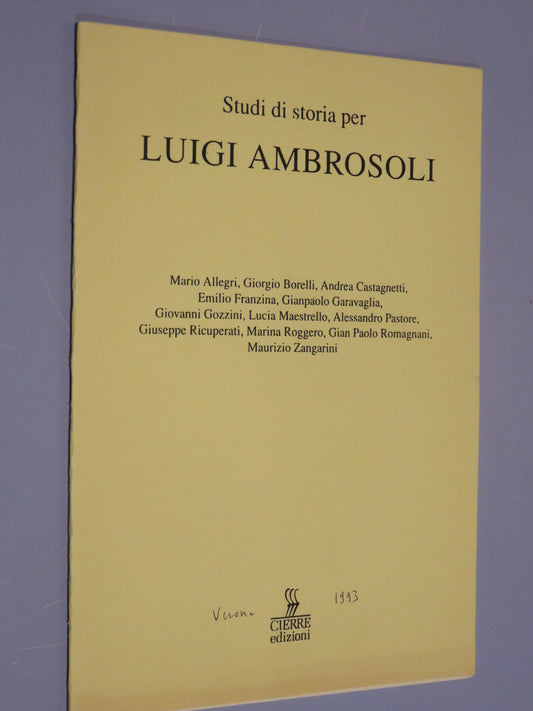 Studi di storia per
LUIGI AMBROSOLI
Mario Allegri, Giorgio Borelli, Andrea Castagnetti,
Emilio Franzina, Gianpaolo Garavaglia,
Giovanni Gozzini, Lucia Maestrello, Alessandro Pastore,
Giuseppe Ricuperati, Marina Roggero, Gian Paolo Romagnani,
Maurizio Zangarini
Verona 1993
CIERRE
edizioni